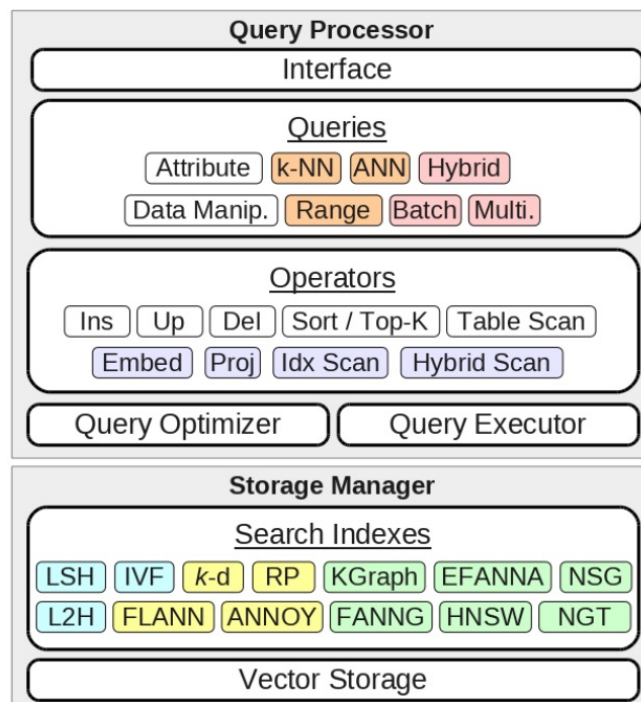 Query Processor
Interface
Queries
Attribute k-NN ANN Hybrid
Data Manip. Range Batch Multi.
Operators
Ins Up Del Sort / Top-K Table Scan
Embed Proj Idx Scan Hybrid Scan
Query Optimizer Query Executor
Storage Manager
Search Indexes
LSH IVF k-d RP KGraph EFANNA NSG
L2H FLANN ANNOY FANNG HNSW NGT
Vector Storage